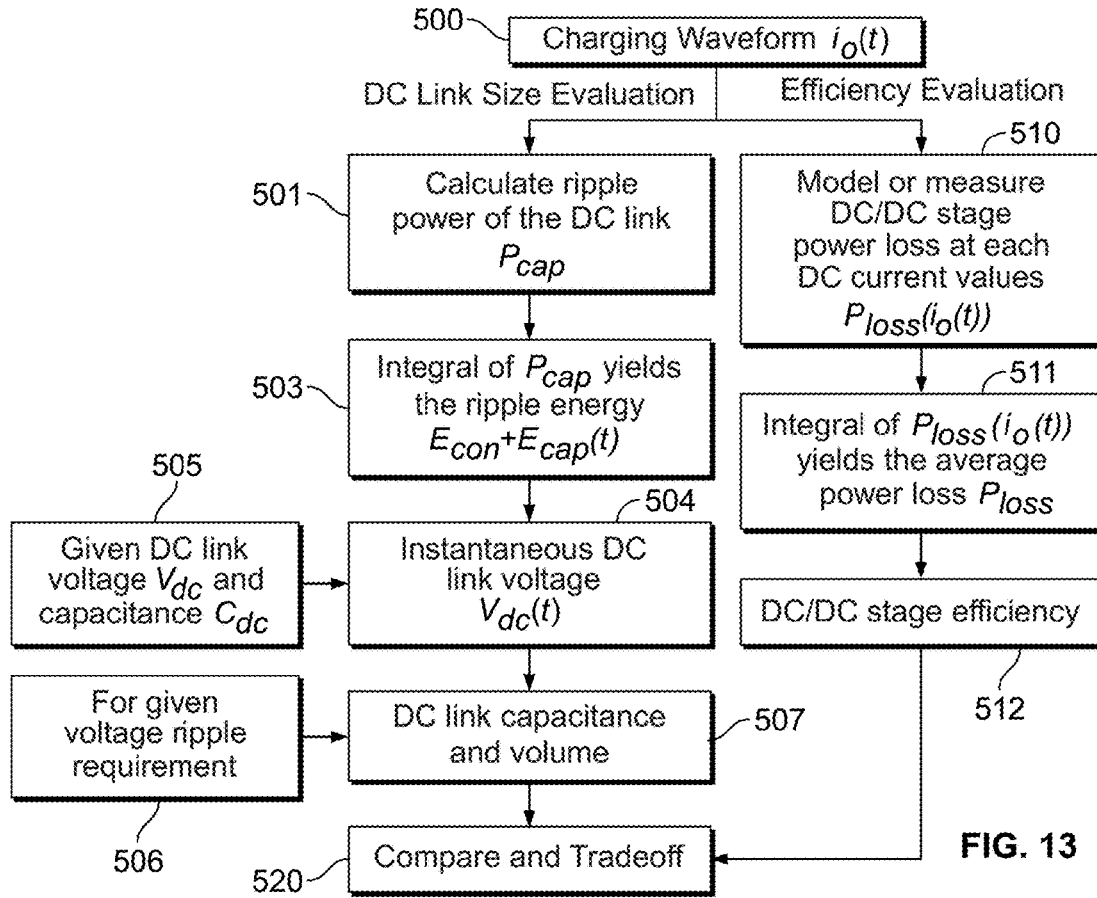 500
Charging Waveform i_o(t)
DC Link Size Evaluation
Efficiency Evaluation
501
Calculate ripple
power of the DC link
P_cap
510
Model or measure
DC/DC stage
power loss at each
DC current values
P_loss(i_o(t))
503
Integral of P_cap yields
the ripple energy
E_con+E_cap(t)
511
Integral of P_loss(i_o(t))
yields the average
power loss P_loss
505
Given DC link
voltage V_dc and
capacitance C_dc
504
Instantaneous DC
link voltage
V_dc(t)
DC/DC stage efficiency
512
For given
voltage ripple
requirement
506
DC link capacitance
and volume
507
520
Compare and Tradeoff
FIG. 13